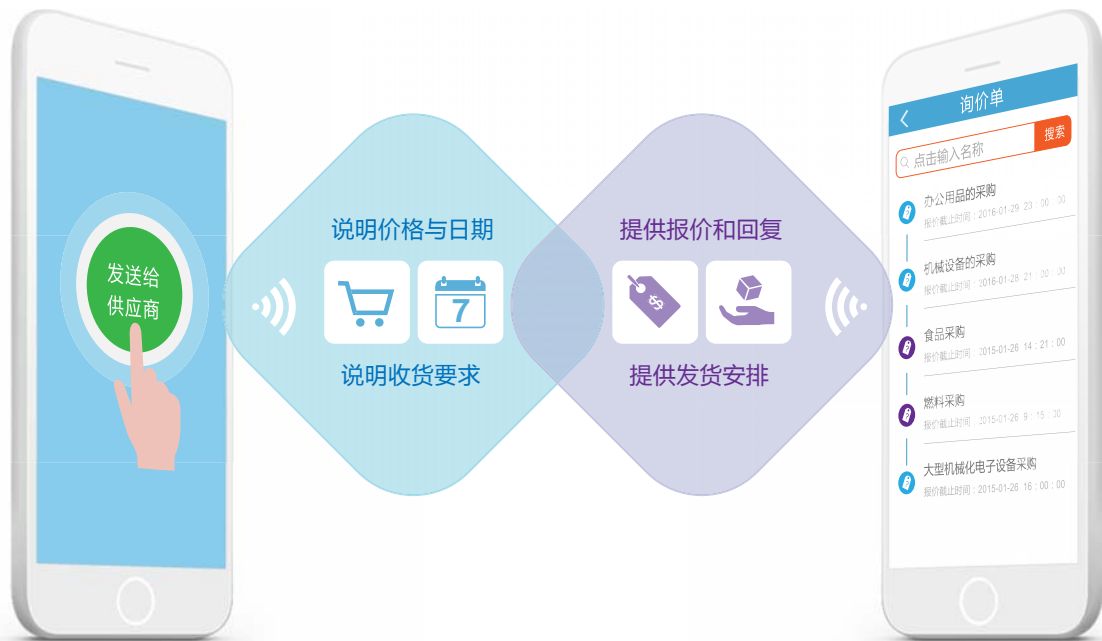 发送给
供应商
说明价格与日期
7
说明收货要求
提供报价和回复
$
提供发货安排
询价单
点击输入名称
搜索
办公用品的采购
报价截止时间：2016-01-29 23：00：00
机械设备的采购
报价截止时间：2016-01-26 21：00：00
食品采购
报价截止时间：2015-01-26 14：21：00
燃料采购
报价截止时间：2015-01-26 9：15：00
大型机械化电子设备采购
报价截止时间：2015-01-26 16：00：00